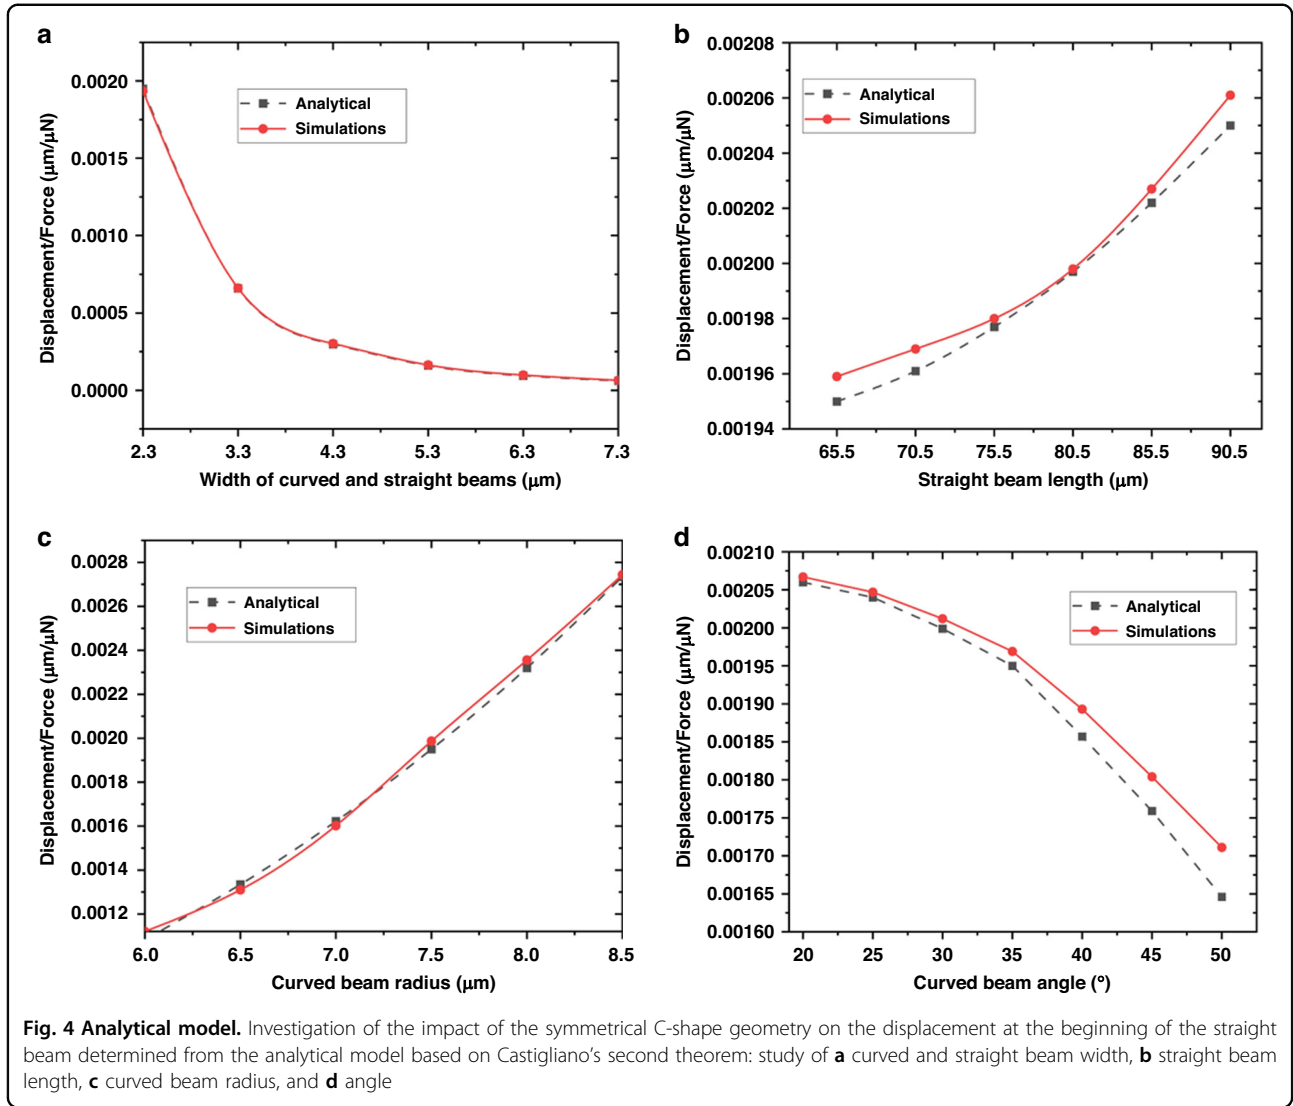 a
0.0020
0.0015
0.0010
0.0005
0.0000
Displacement/Force (μm/μN)
Analytical
Simulations
2.3 3.3 4.3 5.3 6.3 7.3
Width of curved and straight beams (μm)
b
0.00208
0.00206
0.00204
0.00202
0.00200
0.00198
0.00196
0.00194
Displacement/Force (μm/μN)
Analytical
Simulations
65.5 70.5 75.5 80.5 85.5 90.5
Straight beam length (μm)
c
0.0028
0.0026
0.0024
0.0022
0.0020
0.0018
0.0016
0.0014
0.0012
Displacement/Force (μm/μN)
Analytical
Simulations
6.0 6.5 7.0 7.5 8.0 8.5
Curved beam radius (μm)
d
0.00210
0.00205
0.00200
0.00195
0.00190
0.00185
0.00180
0.00175
0.00170
0.00165
0.00160
Displacement/Force (μm/μN)
Analytical
Simulations
20 25 30 35 40 45 50
Curved beam angle (°)
Fig. 4 Analytical model. Investigation of the impact of the symmetrical C-shape geometry on the displacement at the beginning of the straight
beam determined from the analytical model based on Castigliano's second theorem: study of a curved and straight beam width, b straight beam
length, c curved beam radius, and d angle